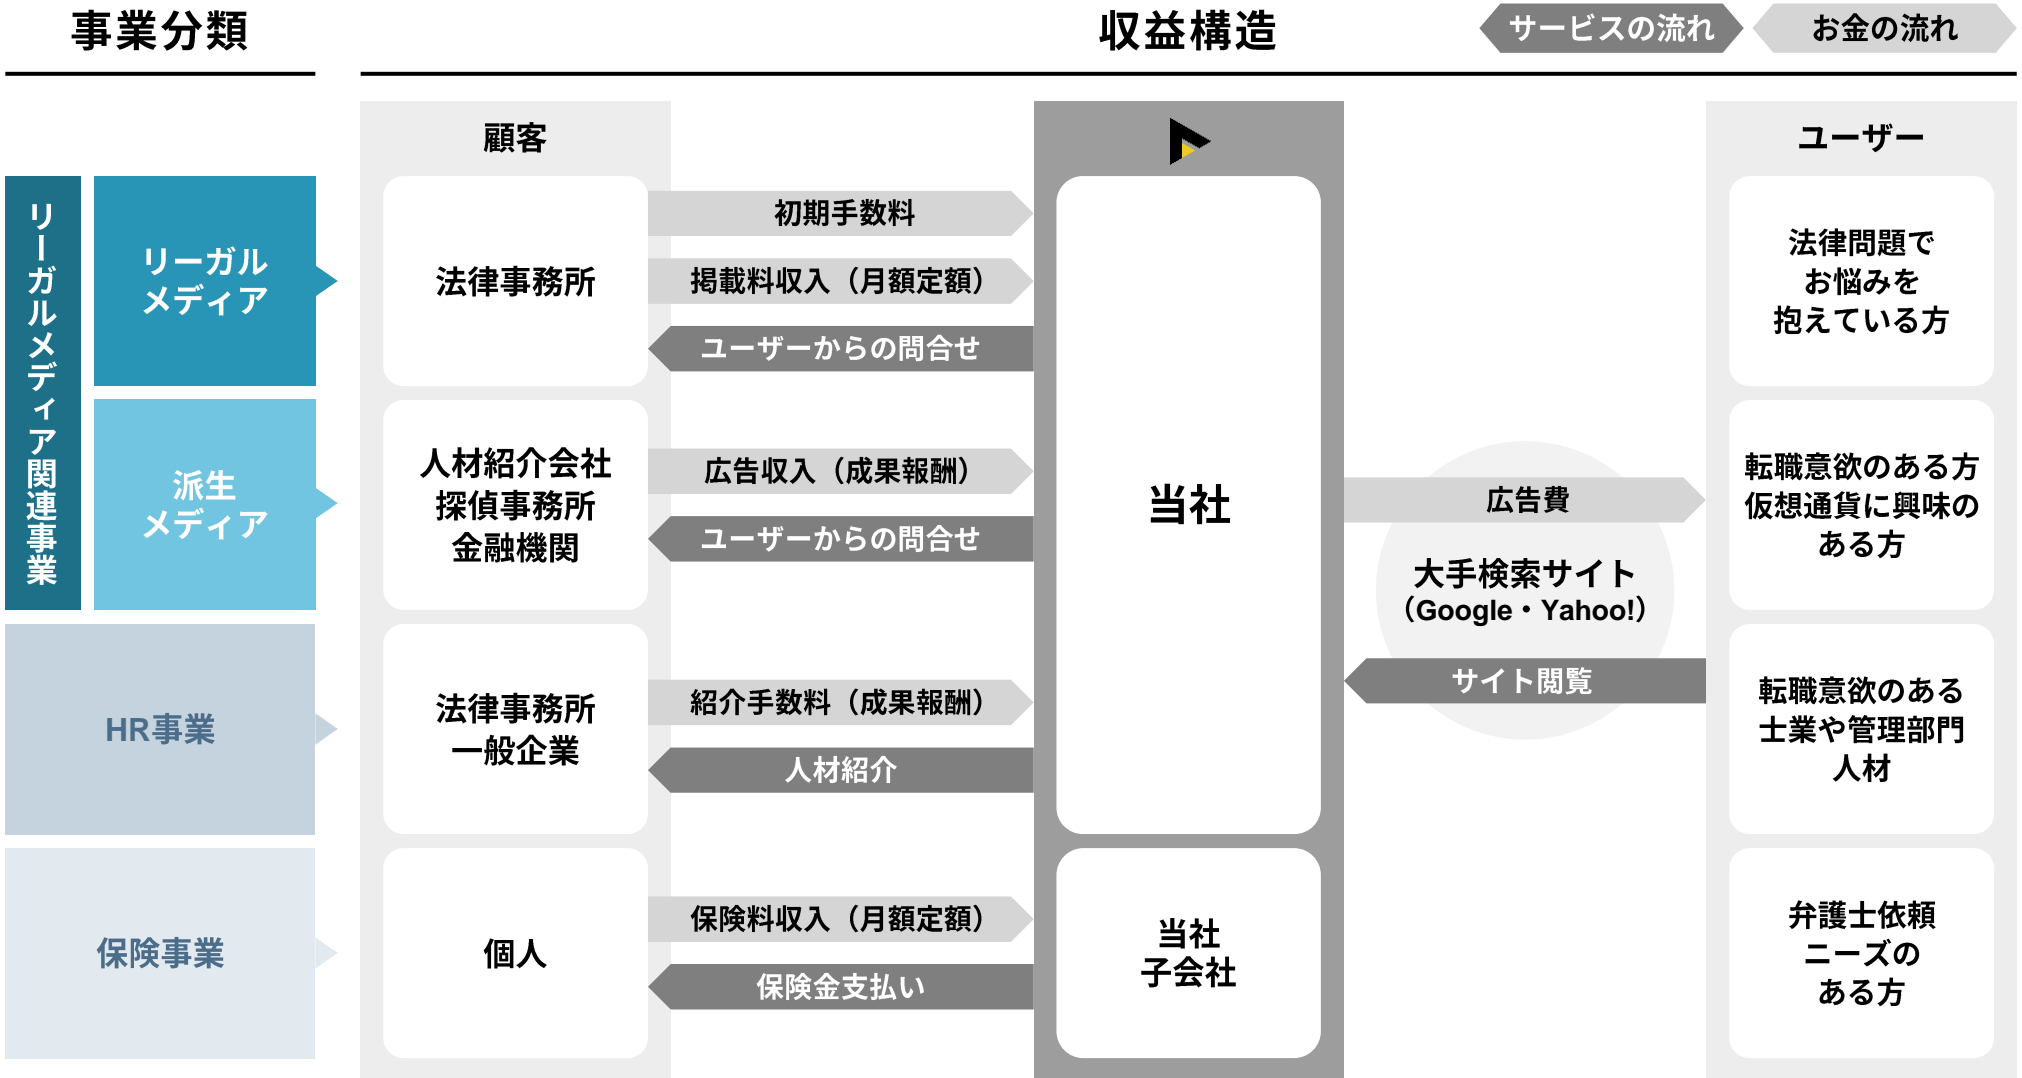 事業分類
収益構造
サービスの流れ
お金の流れ
顧客
ユーザー
リーガルメディア関連事業
リーガル
メディア
法律事務所
初期手数料
掲載料収入（月額定額）
ユーザーからの問合せ
法律問題で
お悩みを
抱えている方
派生
メディア
人材紹介会社
探偵事務所
金融機関
広告収入（成果報酬）
ユーザーからの問合せ
当社
広告費
大手検索サイト
（Google・Yahoo!）
サイト閲覧
転職意欲のある方
仮想通貨に興味の
ある方
HR事業
法律事務所
一般企業
紹介手数料（成果報酬）
人材紹介
転職意欲のある
士業や管理部門
人材
保険事業
個人
保険料収入（月額定額）
保険金支払い
当社
子会社
弁護士依頼
ニーズの
ある方